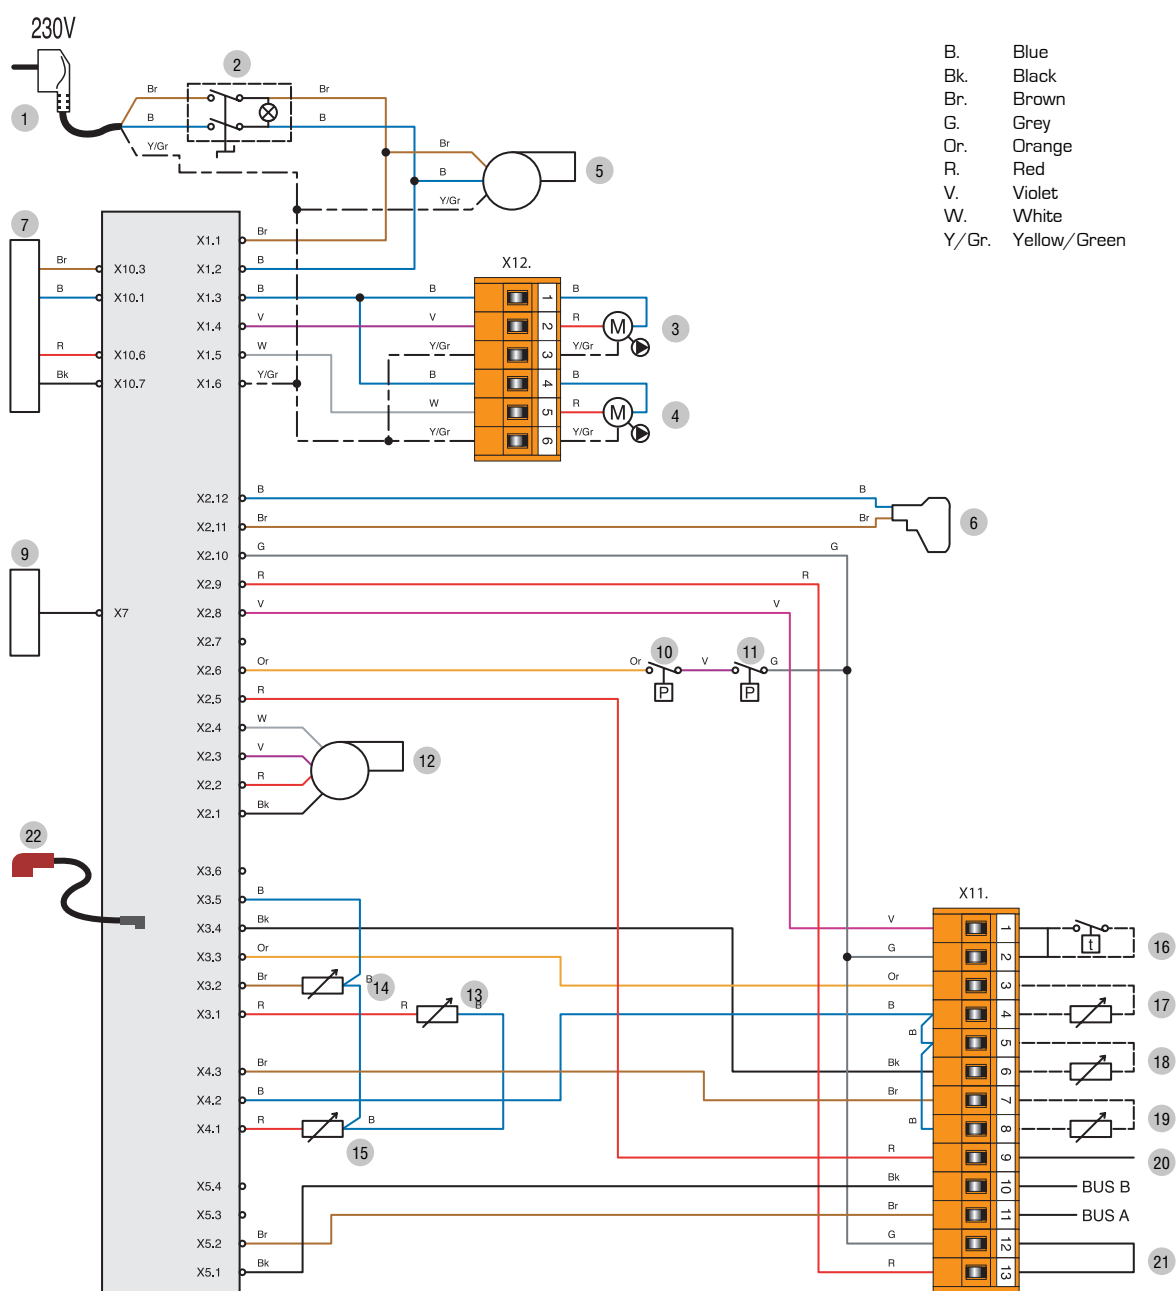 230V
1
2
Br
Br
B
B
Y/Gr
Br
B
Y/Gr
5
B. Blue
Bk. Black
Br. Brown
G. Grey
Or. Orange
R. Red
V. Violet
W. White
Y/Gr. Yellow/Green
7
Br X10.3
B X10.1
R X10.6
Bk X10.7
X1.1 Br
X1.2 B
X1.3 B
X1.4 V
X1.5 W
X1.6 Y/Gr
X12.
B 1 B
V 2 R M 3
Y/Gr 3 Y/Gr
B 4 B
W 5 R M 4
Y/Gr 6 Y/Gr
X2.12 B B
X2.11 Br Br 6
X2.10 G G
9
X2.9 R R
X7 X2.8 V V
X2.7
X2.6 Or Or 10 V 11 G
P P
X2.5 R
X2.4 W
X2.3 V 12
X2.2 R
X2.1 Bk
22
X3.6
X3.5 B
X3.4 Bk
X3.3 Or
X3.2 Br B 14
X3.1 R R 13 B
X4.3 Br
X4.2 B
X4.1 R B
15
X5.4
X5.3
X5.2 Br
X5.1 Bk
X11.
V 1 t 16
G 2
Or 3 17
B 4
B 5 18
Bk 6
Br 7 19
B 8
R 9 20
Bk 10 BUS B
Br 11 BUS A
G 12 21
R 13